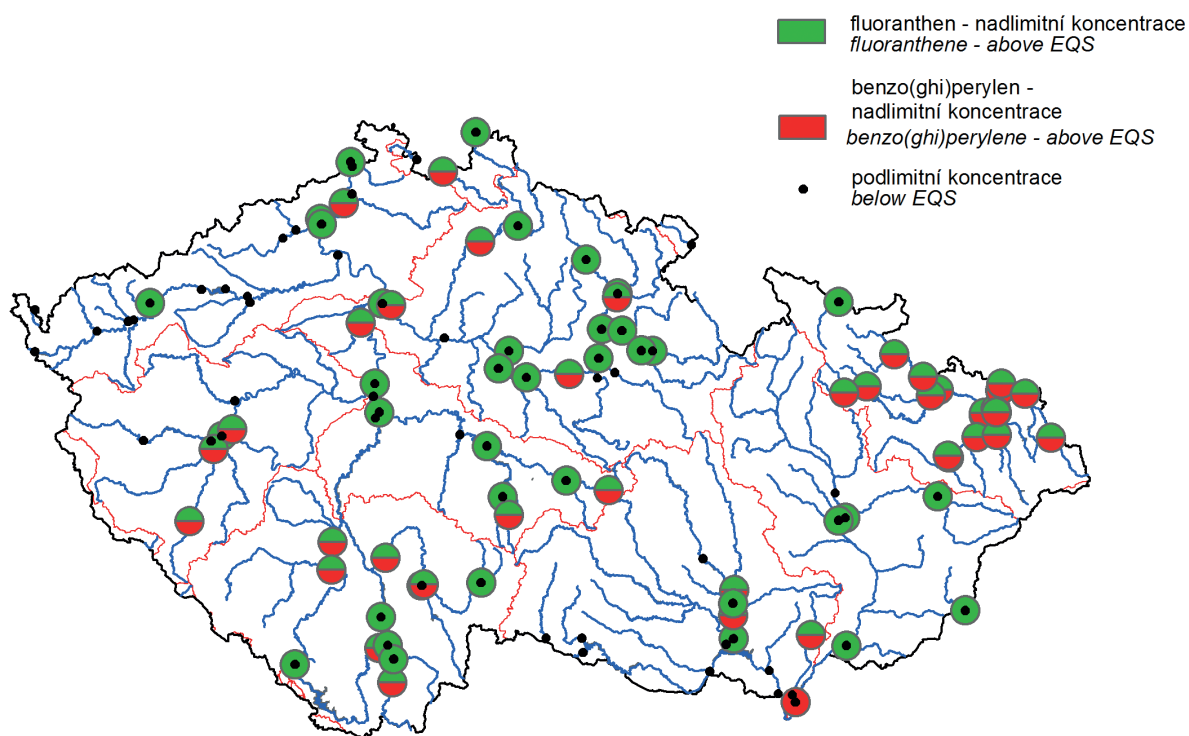 fluoranthen - nadlimitní koncentrace
fluoranthene - above EQS
benzo(ghi)perylen -
nadlimitní koncentrace
benzo(ghi)perylene - above EQS
podlimitní koncentrace
below EQS